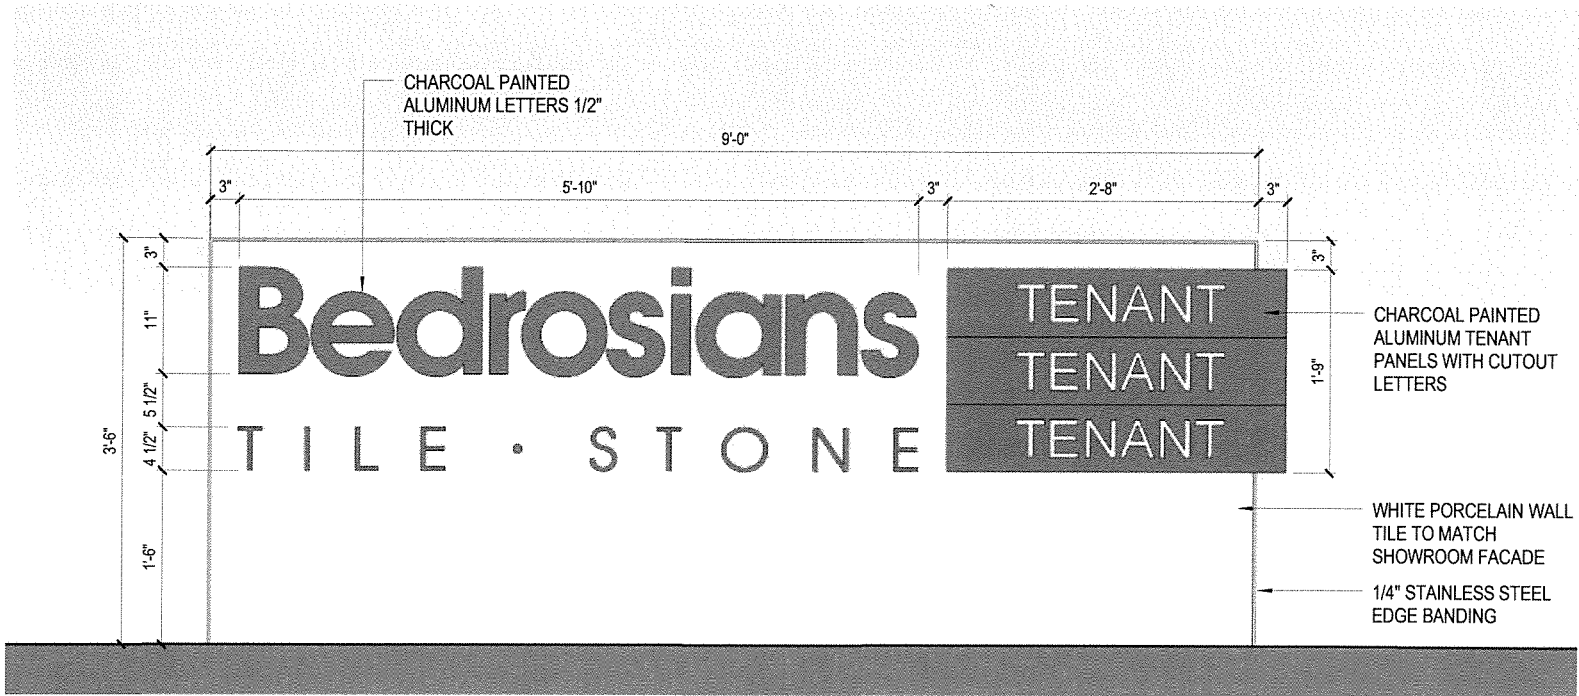 CHARCOAL PAINTED
ALUMINUM LETTERS 1/2"
THICK
9'-0"
3"
5'-10"
3"
2'-8"
3"
3"
3"
11"
5 1/2"
4 1/2"
3'-6"
1'-6"
Bedrosians
TILE · STONE
TENANT
TENANT
TENANT
1'-9"
CHARCOAL PAINTED
ALUMINUM TENANT
PANELS WITH CUTOUT
LETTERS
WHITE PORCELAIN WALL
TILE TO MATCH
SHOWROOM FACADE
1/4" STAINLESS STEEL
EDGE BANDING